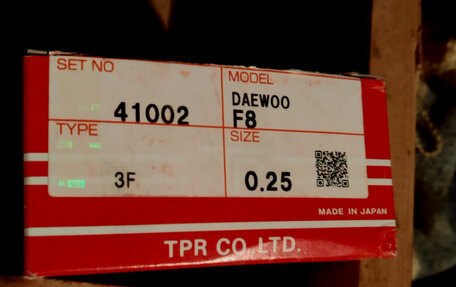 SET NO
41002
MODEL
DAEWOO
F8
TYPE
3F
SIZE
0.25
MADE IN JAPAN
TPR CO.,LTD.